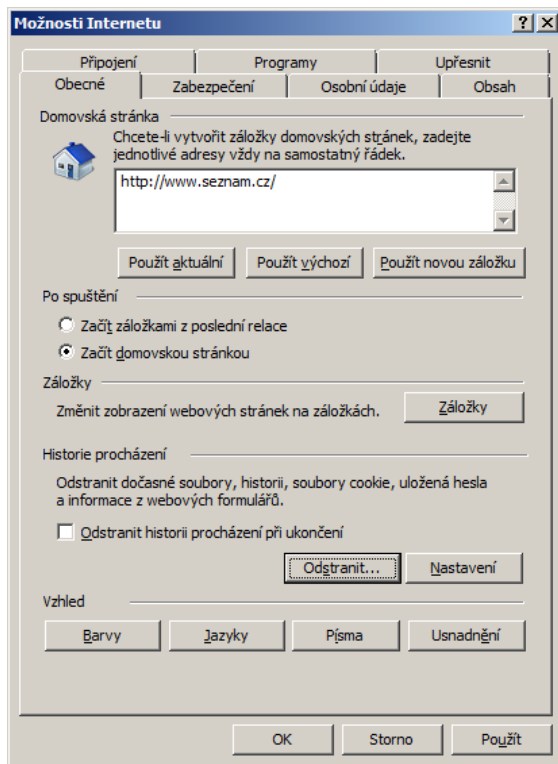 Možnosti Internetu
Připojení Programy Upřesnit
Obecné Zabezpečení Osobní údaje Obsah
Domovská stránka
Chcete-li vytvořit záložky domovských stránek, zadejte
jednotlivé adresy vždy na samostatný řádek.
http://www.seznam.cz/
Použít aktuální Použít výchozí Použít novou záložku
Po spuštění
Začít záložkami z poslední relace
Začít domovskou stránkou
Záložky
Změnit zobrazení webových stránek na záložkách. Záložky
Historie procházení
Odstranit dočasné soubory, historii, soubory cookie, uložená hesla
a informace z webových formulářů.
Odstranit historii procházení při ukončení
Odstranit... Nastavení
Vzhled
Barvy Jazyky Písma Usnadnění
OK Storno Použít